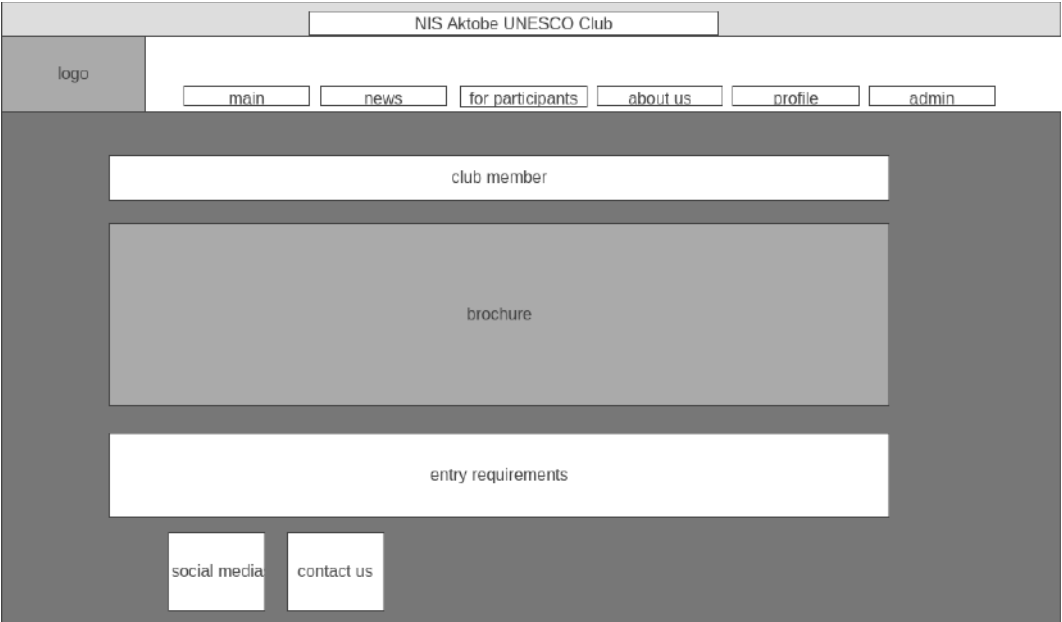 NIS Aktobe UNESCO Club
logo
main news for participants about us profile admin
club member
brochure
entry requirements
social media contact us